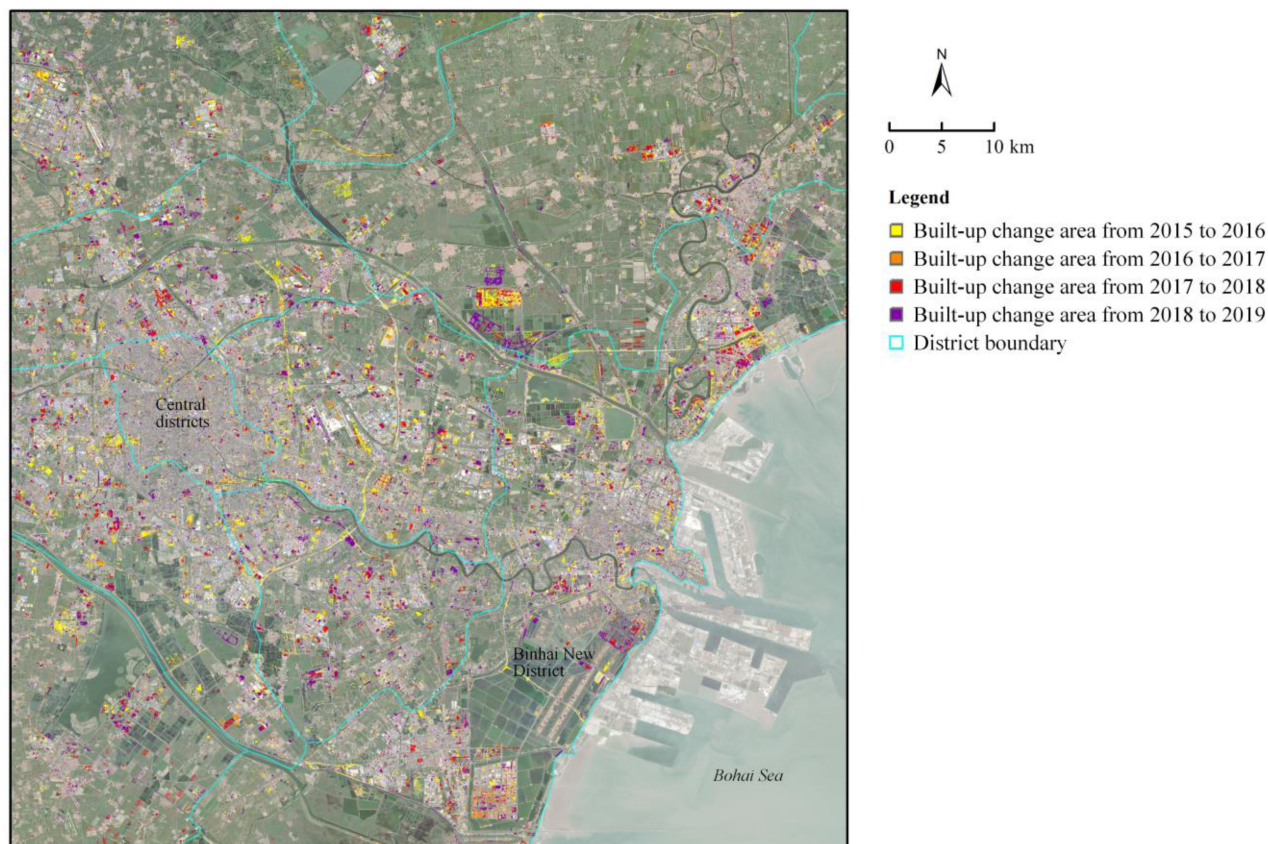 Central
districts
Binhai New
District
Bohai Sea
N
0 5 10 km
Legend
Built-up change area from 2015 to 2016
Built-up change area from 2016 to 2017
Built-up change area from 2017 to 2018
Built-up change area from 2018 to 2019
District boundary